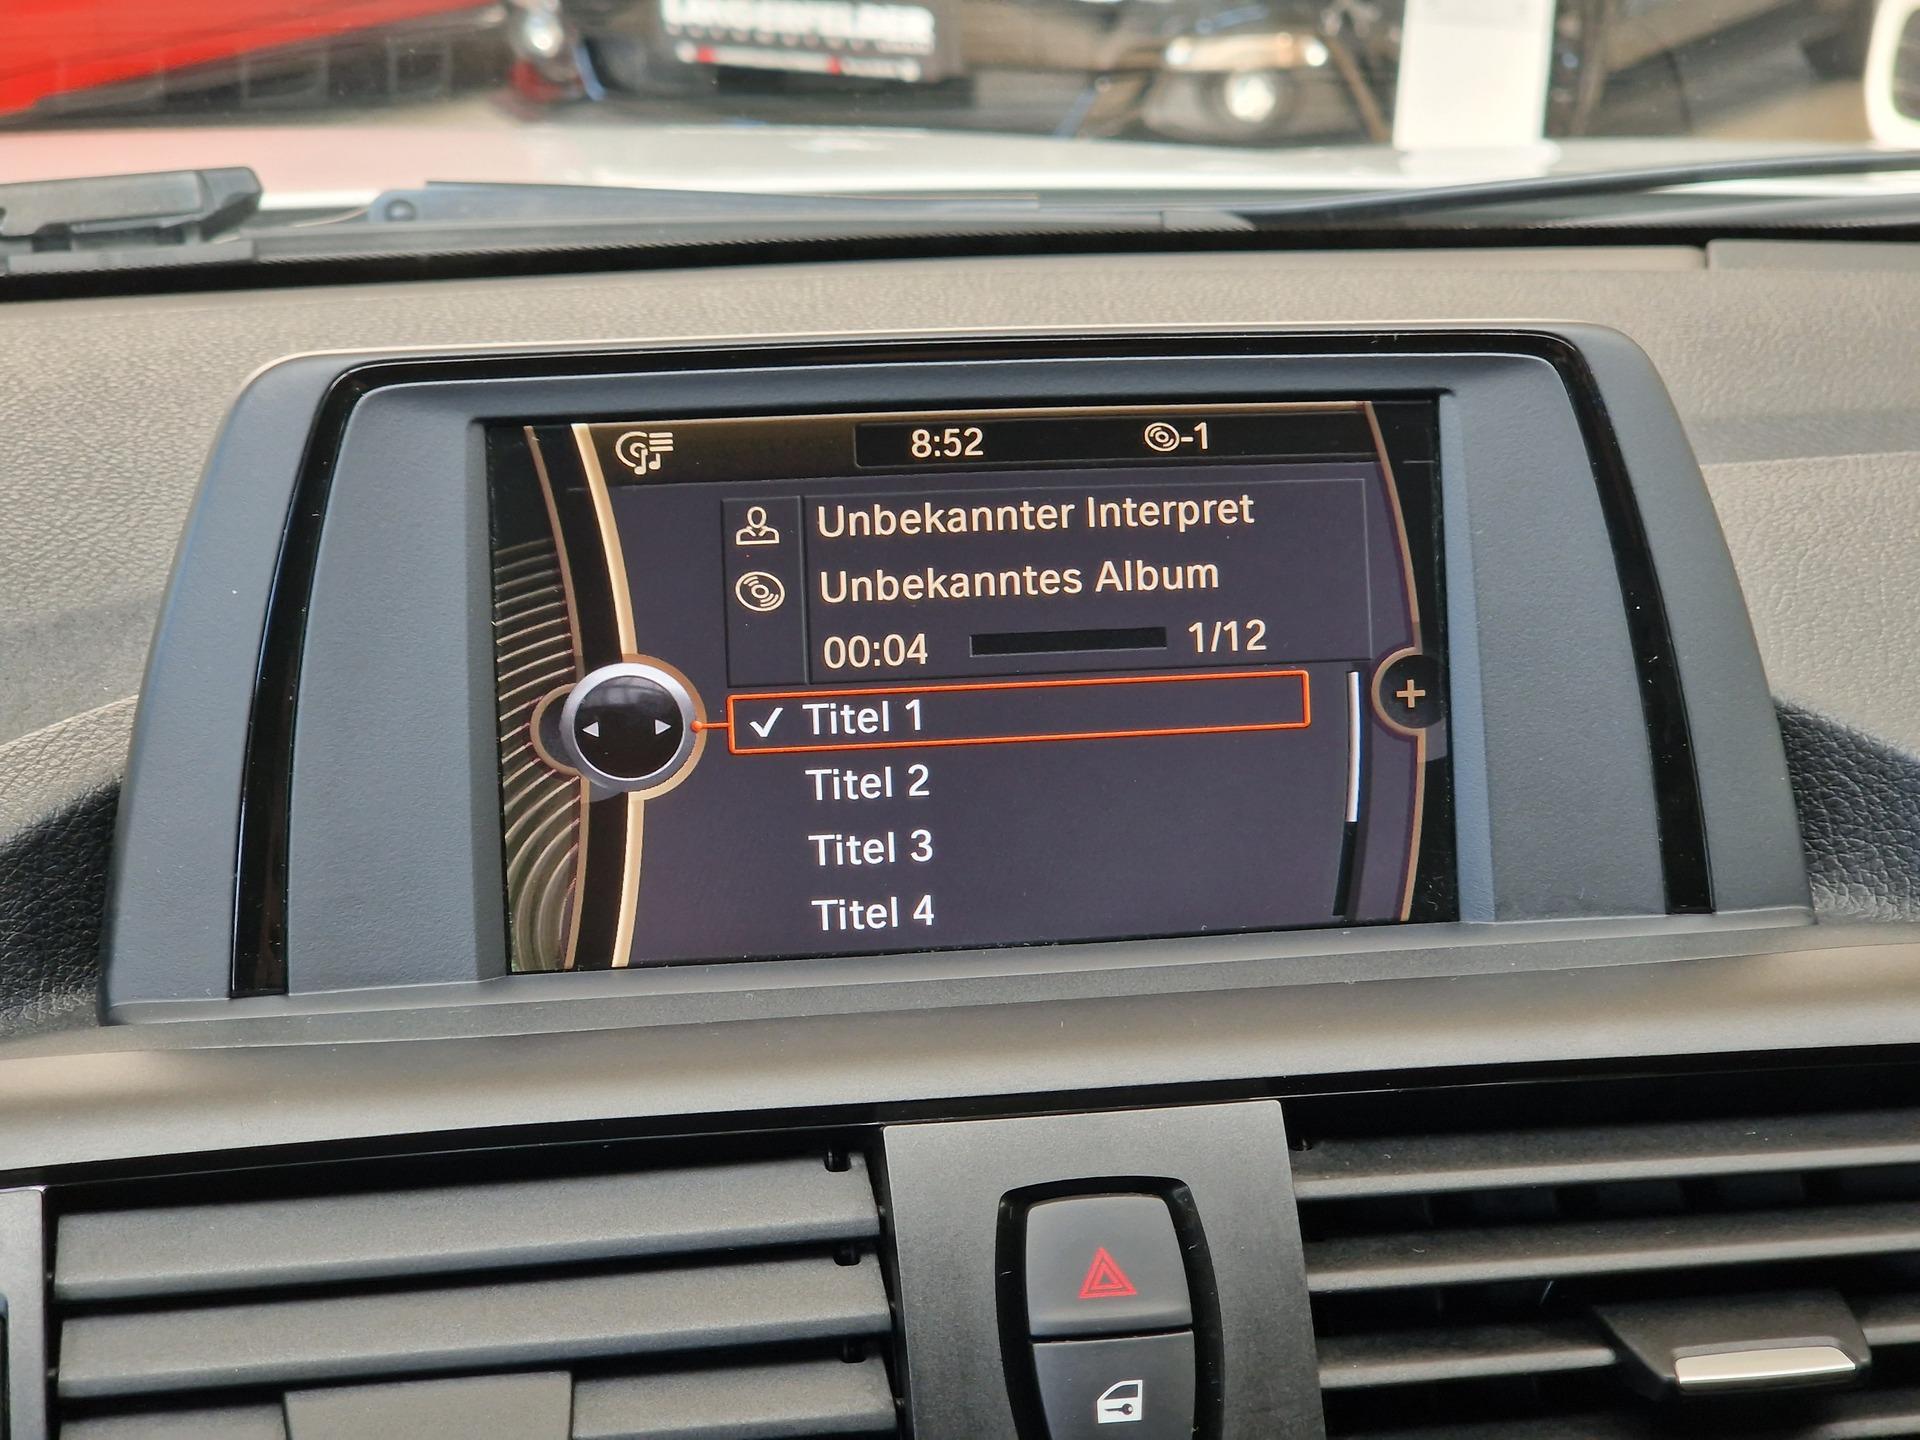 8:52 -1
Unbekannter Interpret
Unbekanntes Album
00:04 1/12
Titel 1
Titel 2
Titel 3
Titel 4